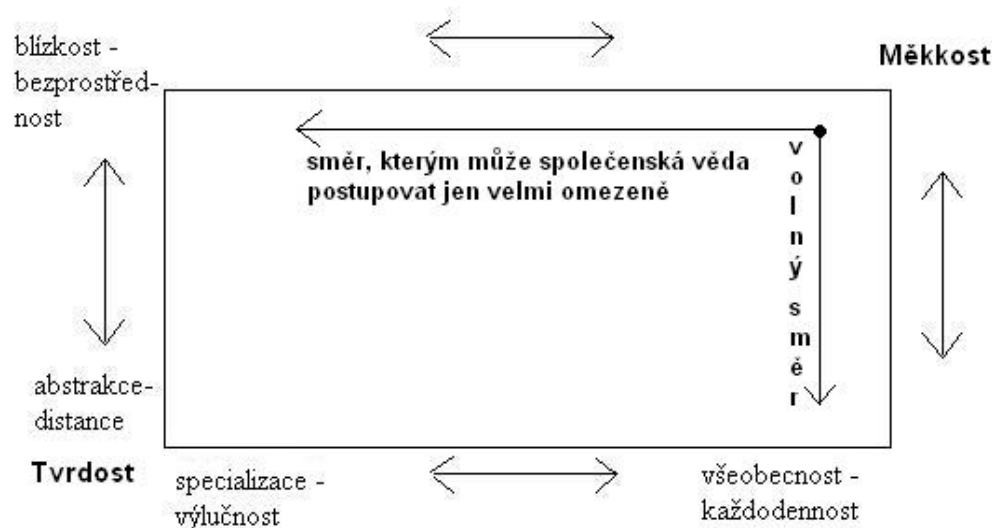 blízkost -
bezprostřed-
nost
Měkkost
směr, kterým může společenská věda
postupovat jen velmi omezeně
volný směr
abstrakce-
distance
Tvrdost
specializace -
výlučnost
všeobecnost -
každodennost